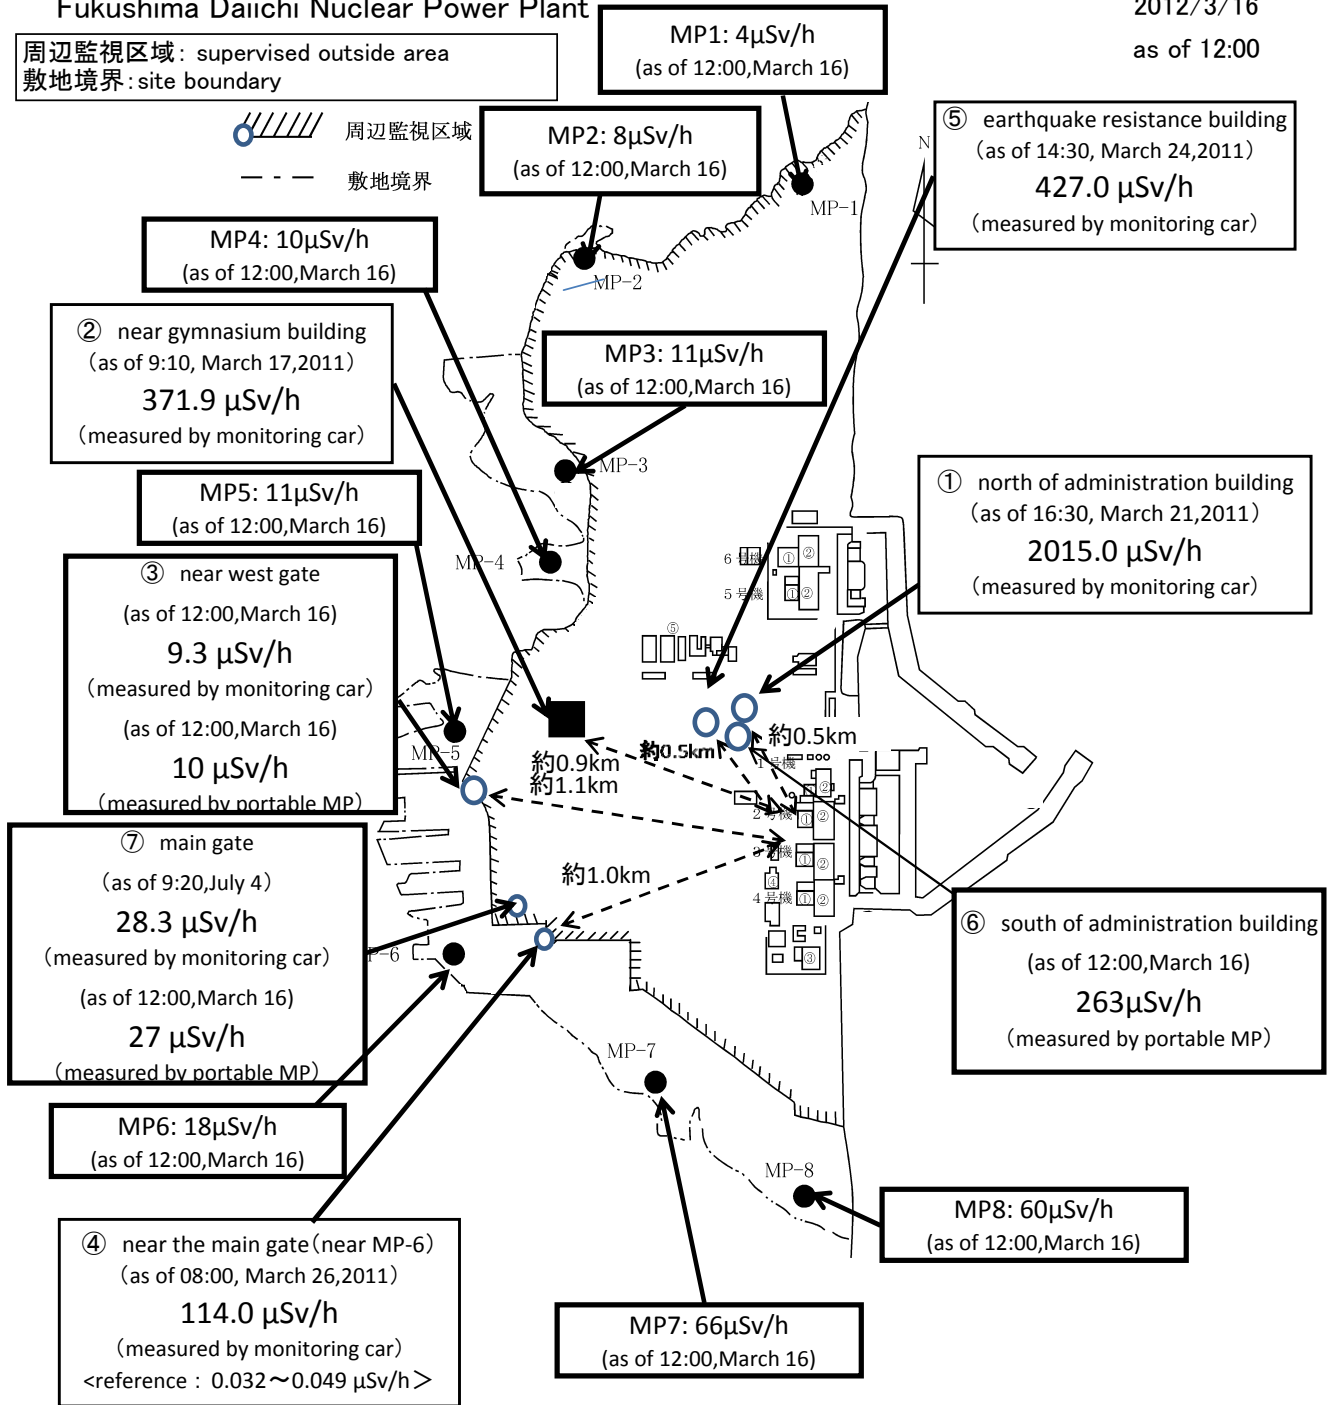 Fukushima Daiichi Nuclear Power Plant
2012/3/16
as of 12:00
周辺監視区域: supervised outside area
敷地境界:site boundary
周辺監視区域
敷地境界
MP1: 4μSv/h
(as of 12:00,March 16)
MP2: 8μSv/h
(as of 12:00,March 16)
⑤ earthquake resistance building
(as of 14:30, March 24,2011)
427.0 μSv/h
(measured by monitoring car)
N
MP-1
MP4: 10μSv/h
(as of 12:00,March 16)
MP-2
② near gymnasium building
(as of 9:10, March 17,2011)
371.9 μSv/h
(measured by monitoring car)
MP3: 11μSv/h
(as of 12:00,March 16)
MP-3
MP5: 11μSv/h
(as of 12:00,March 16)
① north of administration building
(as of 16:30, March 21,2011)
2015.0 μSv/h
(measured by monitoring car)
MP-4
③ near west gate
(as of 12:00,March 16)
9.3 μSv/h
(measured by monitoring car)
(as of 12:00,March 16)
10 μSv/h
(measured by portable MP)
6号機
① ②
5号機
① ②
⑤
MP-5
約0.9km
約1.1km
約0.5km
約0.5km
1号機
②
2号機
① ②
3号機
① ②
④
4号機
① ②
③
約1.0km
⑦ main gate
(as of 9:20,July 4)
28.3 μSv/h
(measured by monitoring car)
(as of 12:00,March 16)
27 μSv/h
(measured by portable MP)
P-6
⑥ south of administration building
(as of 12:00,March 16)
263μSv/h
(measured by portable MP)
MP-7
MP6: 18μSv/h
(as of 12:00,March 16)
MP-8
MP8: 60μSv/h
(as of 12:00,March 16)
④ near the main gate(near MP-6)
(as of 08:00, March 26,2011)
114.0 μSv/h
(measured by monitoring car)
<reference : 0.032~0.049 μSv/h>
MP7: 66μSv/h
(as of 12:00,March 16)